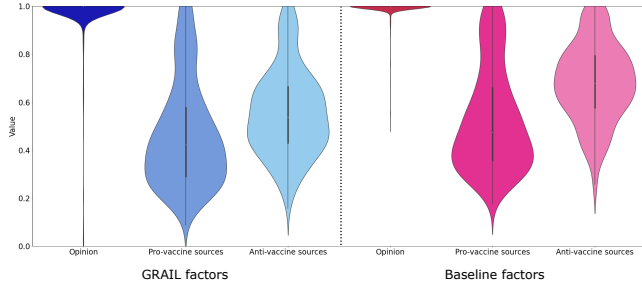 1.0
0.8
0.6
0.4
0.2
0.0
Value
Opinion Pro-vaccine sources Anti-vaccine sources Opinion Pro-vaccine sources Anti-vaccine sources
GRAIL factors Baseline factors